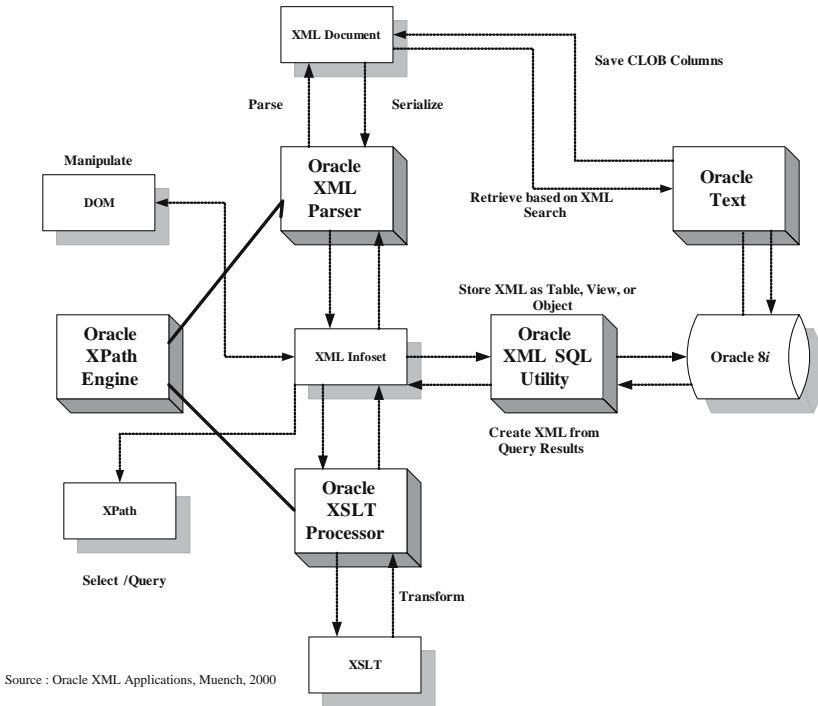 XML Document
Save CLOB Columns
Parse
Serialize
Manipulate
DOM
Oracle
XML
Parser
Oracle
Text
Retrieve based on XML
Search
Store XML as Table, View, or
Object
Oracle
XPath
Engine
XML Infoset
Oracle
XML SQL
Utility
Oracle 8i
Create XML from
Query Results
XPath
Oracle
XSLT
Processor
Select /Query
Transform
XSLT
Source : Oracle XML Applications, Muench, 2000